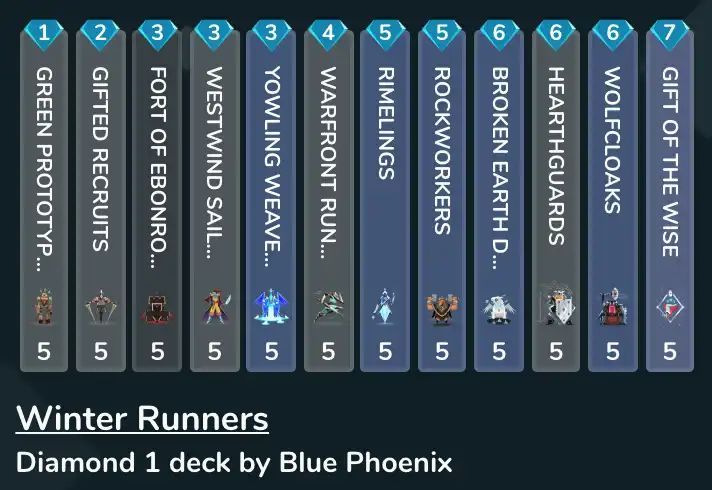 1 2 3 3 3 4 5 5 6 6 6 7
GREEN PROTOTYP...
GIFTED RECRUITS
FORT OF EBONRO...
WESTWIND SAIL...
YOWLING WEAVE...
WARFRONT RUN...
RIMELINGS
ROCKWORKERS
BROKEN EARTH D...
HEARTHGUARDS
WOLFCLOAKS
GIFT OF THE WISE
5 5 5 5 5 5 5 5 5 5 5 5
Winter Runners
Diamond 1 deck by Blue Phoenix